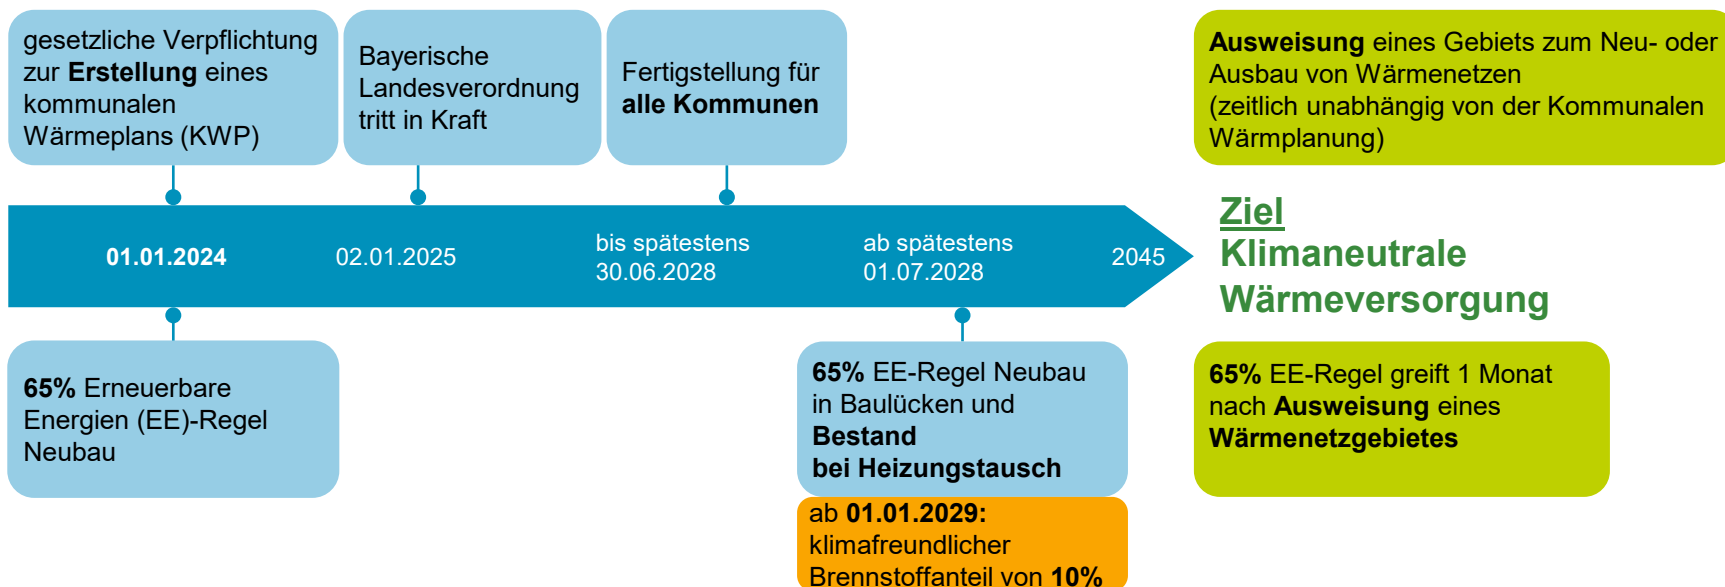 gesetzliche Verpflichtung
zur Erstellung eines
kommunalen
Wärmeplans (KWP)
Bayerische
Landesverordnung
tritt in Kraft
Fertigstellung für
alle Kommunen
Ausweisung eines Gebiets zum Neu- oder
Ausbau von Wärmenetzen
(zeitlich unabhängig von der Kommunalen
Wärmplanung)
01.01.2024
02.01.2025
bis spätestens
30.06.2028
ab spätestens
01.07.2028
2045
Ziel
Klimaneutrale
Wärmeversorgung
65% Erneuerbare
Energien (EE)-Regel
Neubau
65% EE-Regel Neubau
in Baulücken und
Bestand
bei Heizungstausch
ab 01.01.2029:
klimafreundlicher
Brennstoffanteil von 10%
65% EE-Regel greift 1 Monat
nach Ausweisung eines
Wärmenetzgebietes